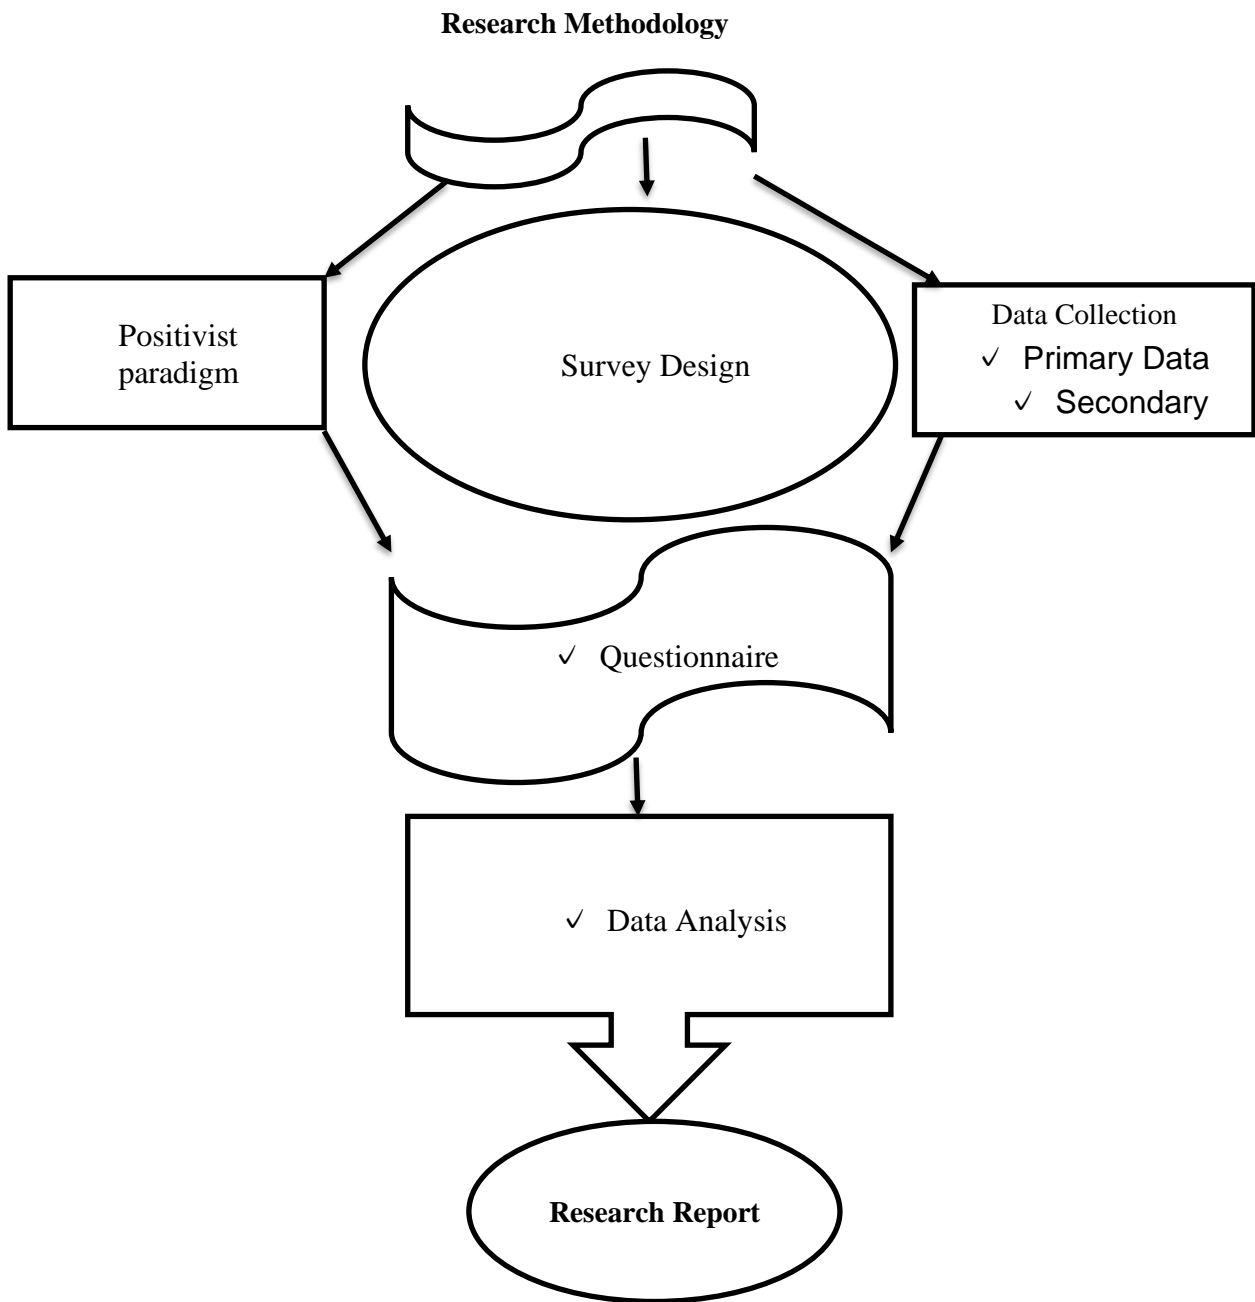 Research Methodology
Positivist
paradigm
Survey Design
Data Collection
✓ Primary Data
✓ Secondary
✓ Questionnaire
✓ Data Analysis
Research Report